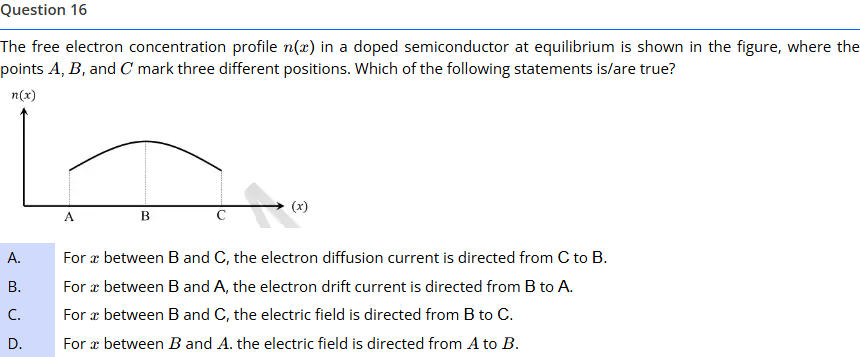 Question 16
The free electron concentration profile n(x) in a doped semiconductor at equilibrium is shown in the figure, where the
points A, B, and C mark three different positions. Which of the following statements is/are true?
n(x)
(x)
A B C
A. For x between B and C, the electron diffusion current is directed from C to B.
B. For x between B and A, the electron drift current is directed from B to A.
C. For x between B and C, the electric field is directed from B to C.
D. For x between B and A. the electric field is directed from A to B.